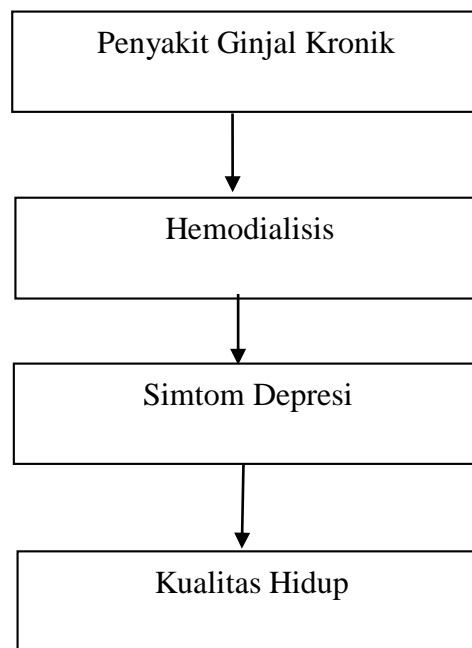 Penyakit Ginjal Kronik
Hemodialisis
Simtom Depresi
Kualitas Hidup